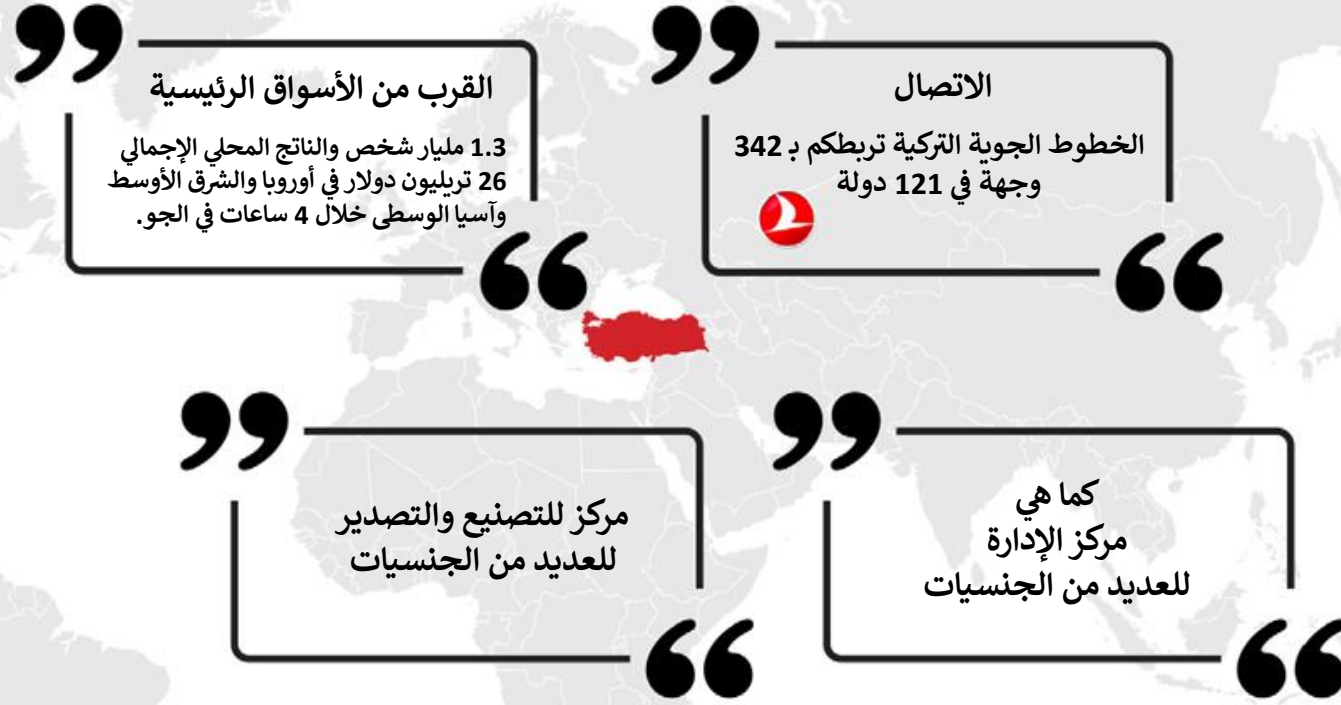 الاتصال
الخطوط الجوية التركية تربطكم بـ 342
وجهة في 121 دولة
القرب من الأسواق الرئيسية
1.3 مليار شخص والناتج المحلي الإجمالي
26 تريليون دولار في أوروبا والشرق الأوسط
وآسيا الوسطى خلال 4 ساعات في الجو.
كما هي
مركز الإدارة
للعديد من الجنسيات
مركز للتصنيع والتصدير
للعديد من الجنسيات